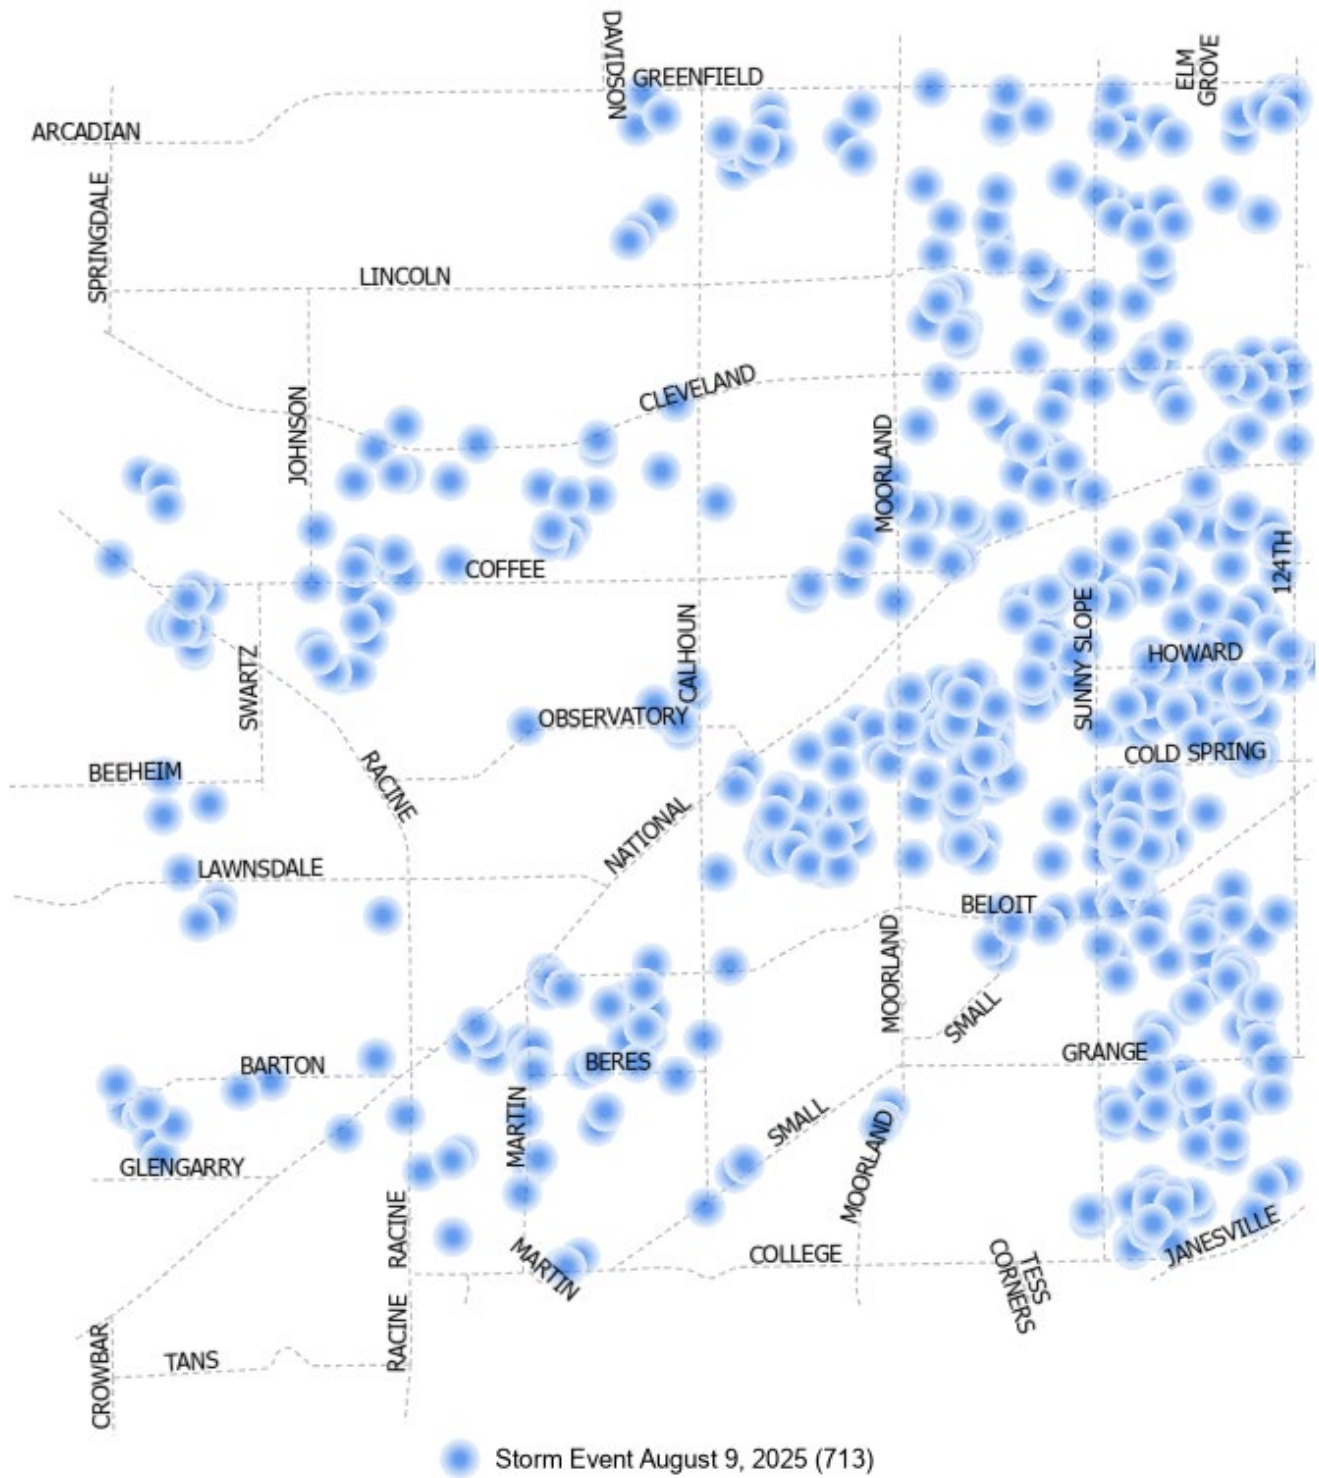 DAVIDSON
GREENFIELD
ELM
GROVE
ARCADIAN
SPRINGDALE
LINCOLN
CLEVELAND
JOHNSON
MOORLAND
COFFEE
124TH
SUNNY SLOPE
CALHOUN
HOWARD
SWARTZ
OBSERVATORY
COLD SPRING
BEEHEIM
RACINE
NATIONAL
LAWNSDALE
BELOIT
MOORLAND
SMALL
GRANGE
BARTON
BERES
MARTIN
SMALL
GLENGARRY
MOORLAND
RACINE
MARTIN
COLLEGE
JANESVILLE
TESS
CORNERS
RACINE
CROWBAR
TANS
Storm Event August 9, 2025 (713)